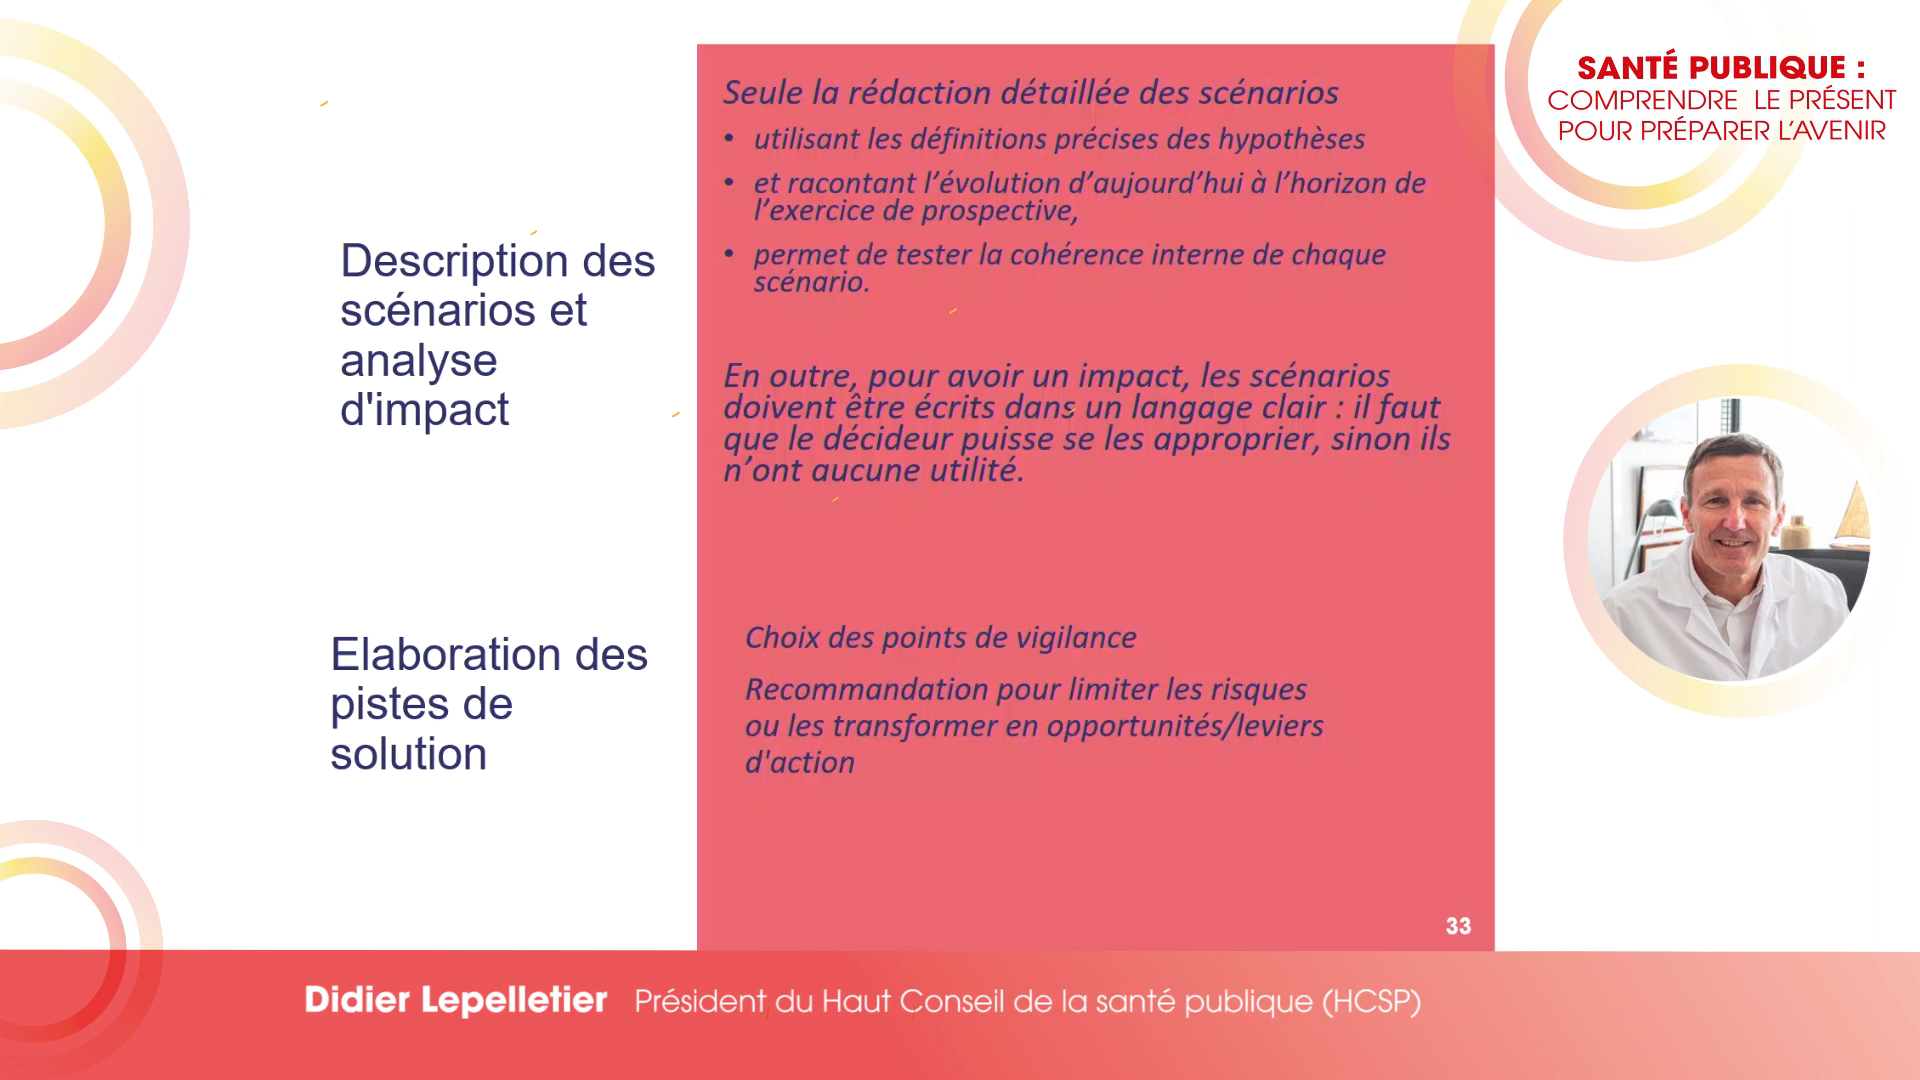 SANTÉ PUBLIQUE :
COMPRENDRE LE PRÉSENT
POUR PRÉPARER L'AVENIR
Description des
scénarios et
analyse
d'impact
Seule la rédaction détaillée des scénarios
• utilisant les définitions précises des hypothèses
• et racontant l’évolution d’aujourd’hui à l’horizon de
l’exercice de prospective,
• permet de tester la cohérence interne de chaque
scénario.
En outre, pour avoir un impact, les scénarios
doivent être écrits dans un langage clair : il faut
que le décideur puisse se les approprier, sinon ils
n’ont aucune utilité.
Elaboration des
pistes de
solution
Choix des points de vigilance
Recommandation pour limiter les risques
ou les transformer en opportunités/leviers
d'action
33
Didier Lepelletier Président du Haut Conseil de la santé publique (HCSP)